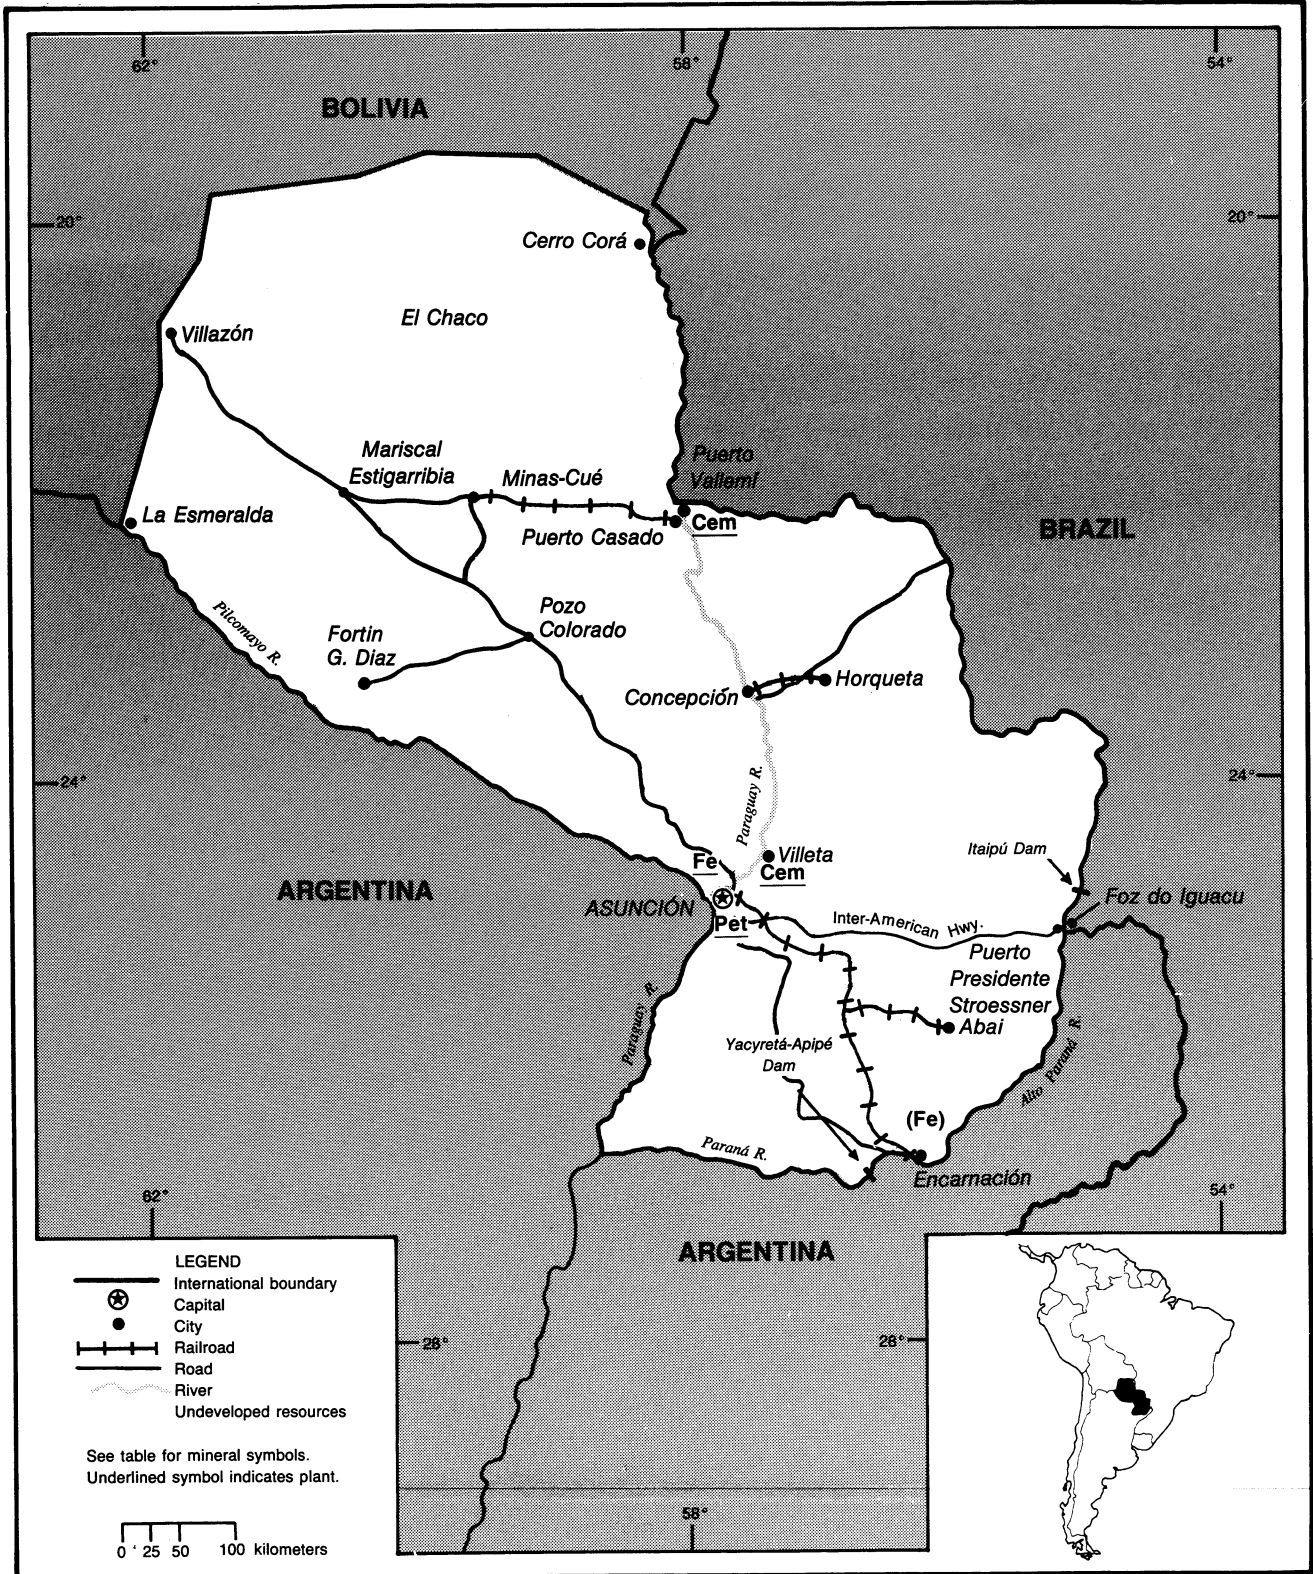 62°
58°
54°
BOLIVIA
20°
20°
Cerro Corá
El Chaco
Villazón
Mariscal
Estigarribia
Minas-Cué
Puerto
Vallemí
La Esmeralda
Puerto Casado
Cem
BRAZIL
Pilcomayo R.
Pozo
Colorado
Fortin
G. Diaz
Concepción
Horqueta
24°
24°
Paraguay R.
Villeta
Cem
Fe
Itaipú Dam
ARGENTINA
ASUNCIÓN
Pet
Foz do Iguacu
Inter-American Hwy.
Puerto
Presidente
Stroessner
Abai
Paraguay R.
Yacyretá-Apipé
Dam
Alto Paraná R.
(Fe)
Paraná R.
Encarnación
62°
54°
ARGENTINA
LEGEND
International boundary
Capital
City
Railroad
Road
River
Undeveloped resources
28°
28°
See table for mineral symbols.
Underlined symbol indicates plant.
58°
0 25 50 100 kilometers